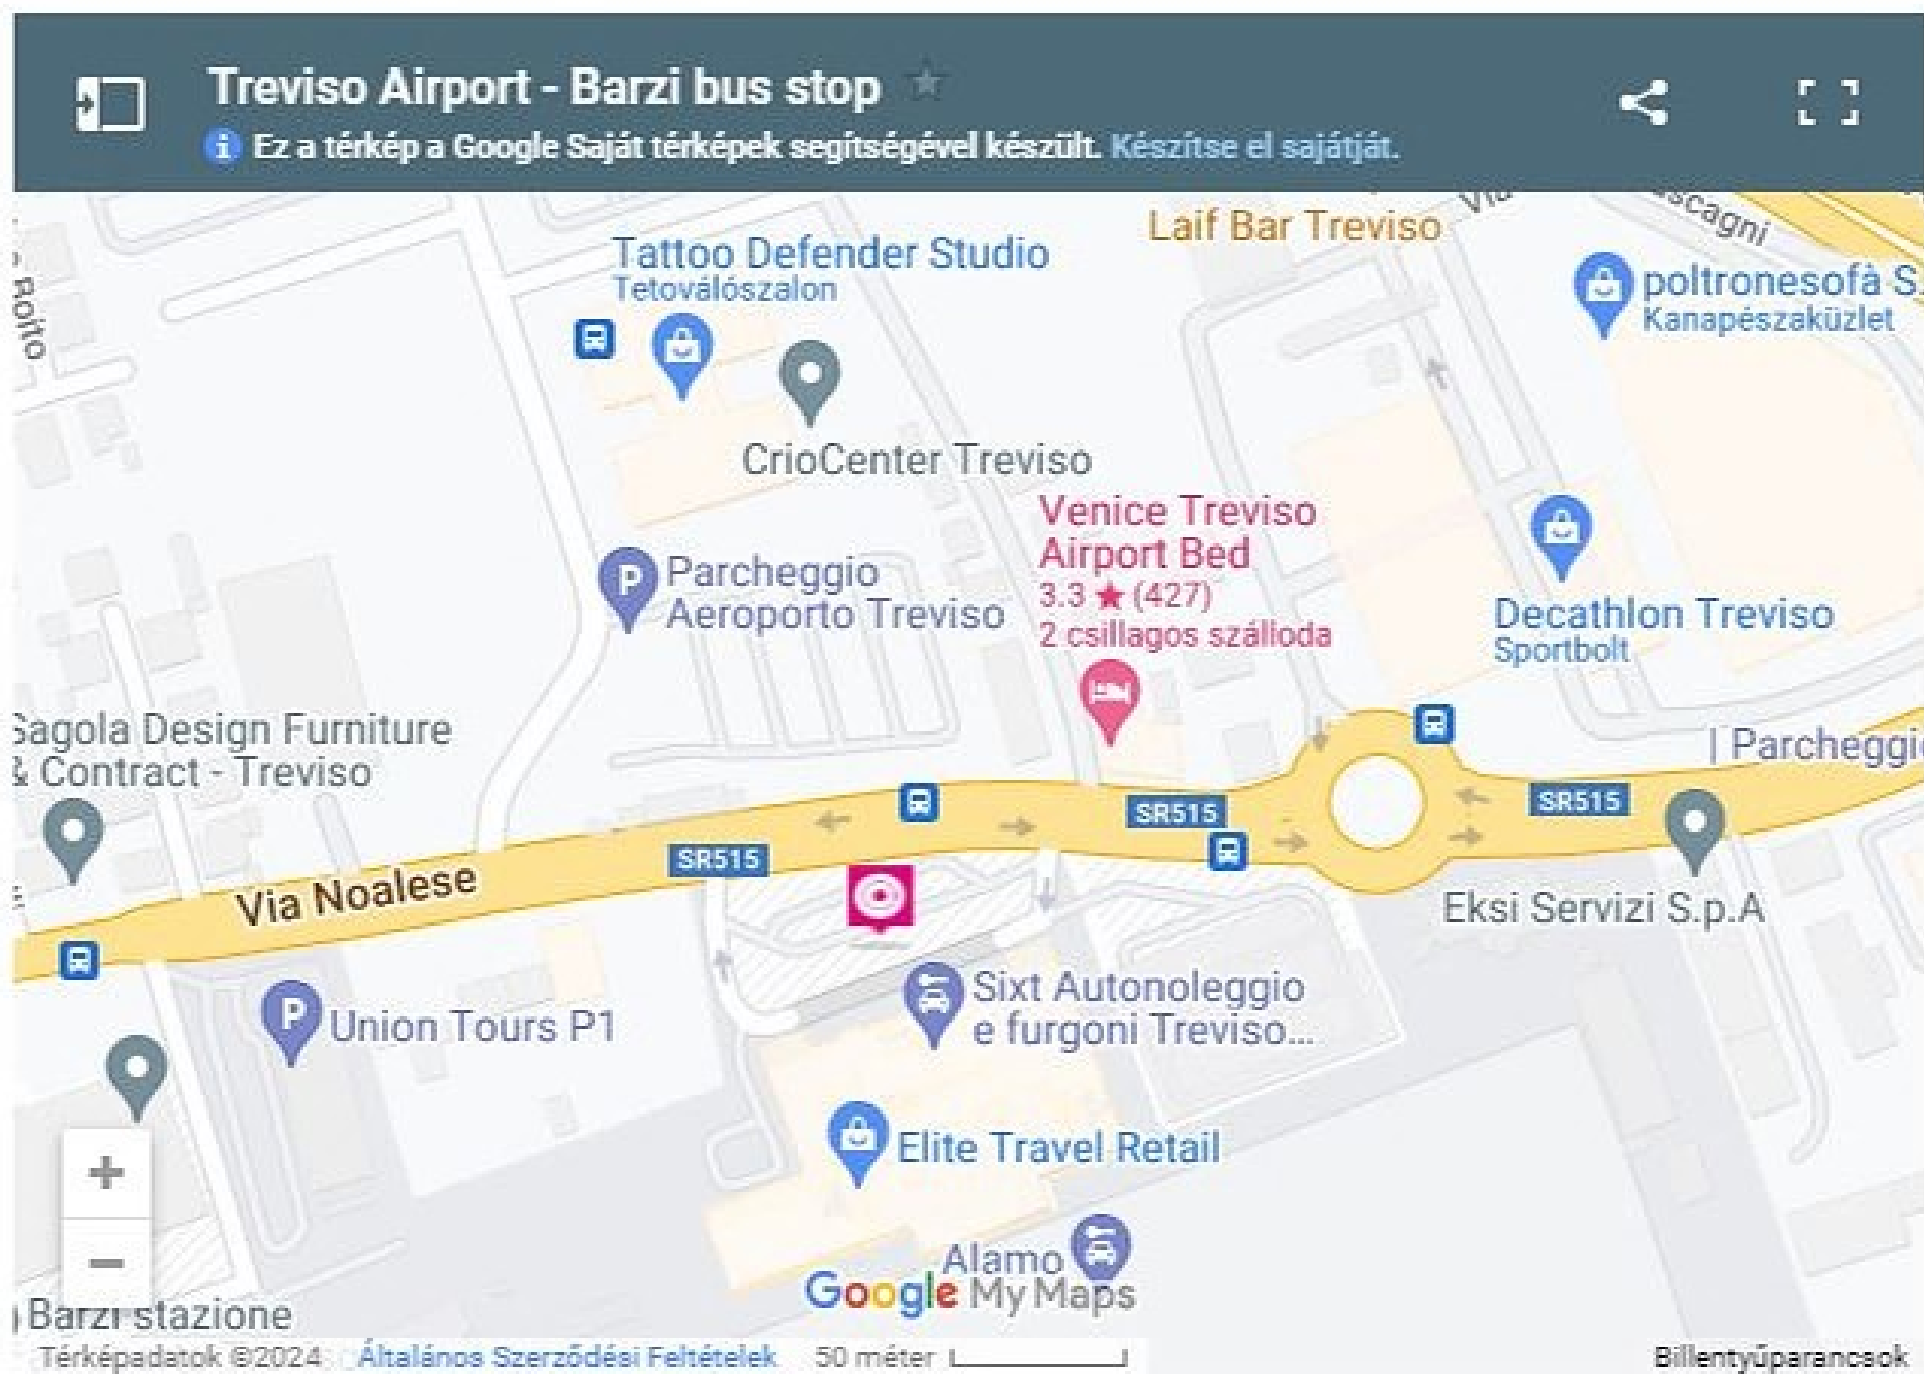 Treviso Airport - Barzi bus stop
Ez a térkép a Google Saját térképek segítségével készült. Készítse el sajátját.
Laif Bar Treviso
Via
Tattoo Defender Studio
Tetoválószalon
poltronesofà S.
Kanapészaküzlet
CrioCenter Treviso
Venice Treviso
Airport Bed
3.3 ★ (427)
2 csillagos szálloda
Parcheggio
Aeroporto Treviso
Decathlon Treviso
Sportbolt
Sagola Design Furniture
& Contract - Treviso
| Parcheggio
SR515
SR515
SR515
Via Noalese
Eksi Servizi S.p.A
Sixt Autonoleggio
e furgoni Treviso...
Union Tours P1
Elite Travel Retail
Alamo
Google My Maps
Barzi stazione
Térképadatok ©2024
Általános Szerződési Feltételek
50 méter
Billentyűparancsok